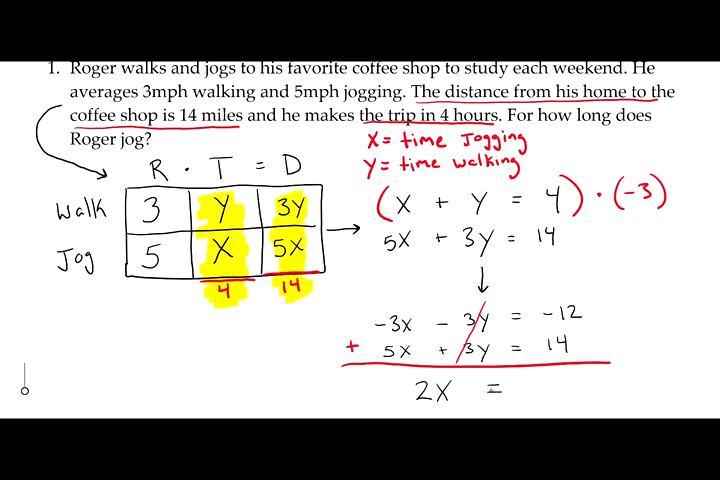 1. Roger walks and jogs to his favorite coffee shop to study each weekend. He
averages 3mph walking and 5mph jogging. The distance from his home to the
coffee shop is 14 miles and he makes the trip in 4 hours. For how long does
Roger jog?
X = time Jogging
Y = time walking
R · T = D
Walk 3 Y 3Y
Jog 5 X 5X
4 14
(X + Y = 4) · (-3)
5X + 3Y = 14
-3X - 3Y = -12
+ 5X + 3Y = 14
2X =